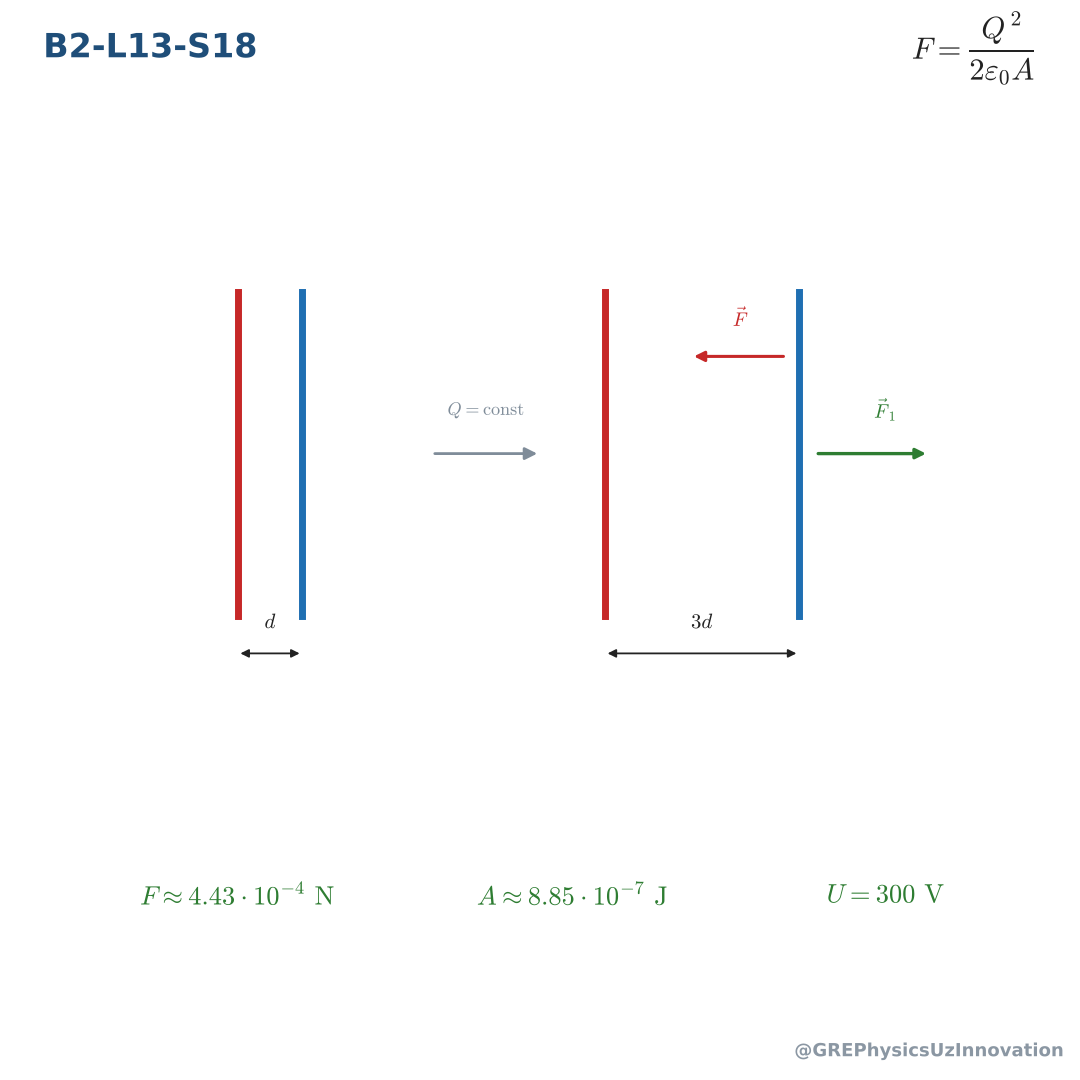 B2-L13-S18
F = Q² / 2ε₀A
F⃗
Q = const
F⃗₁
d
3d
F ≈ 4.43 · 10⁻⁴ N
A ≈ 8.85 · 10⁻⁷ J
U = 300 V
@GREPhysicsUzInnovation